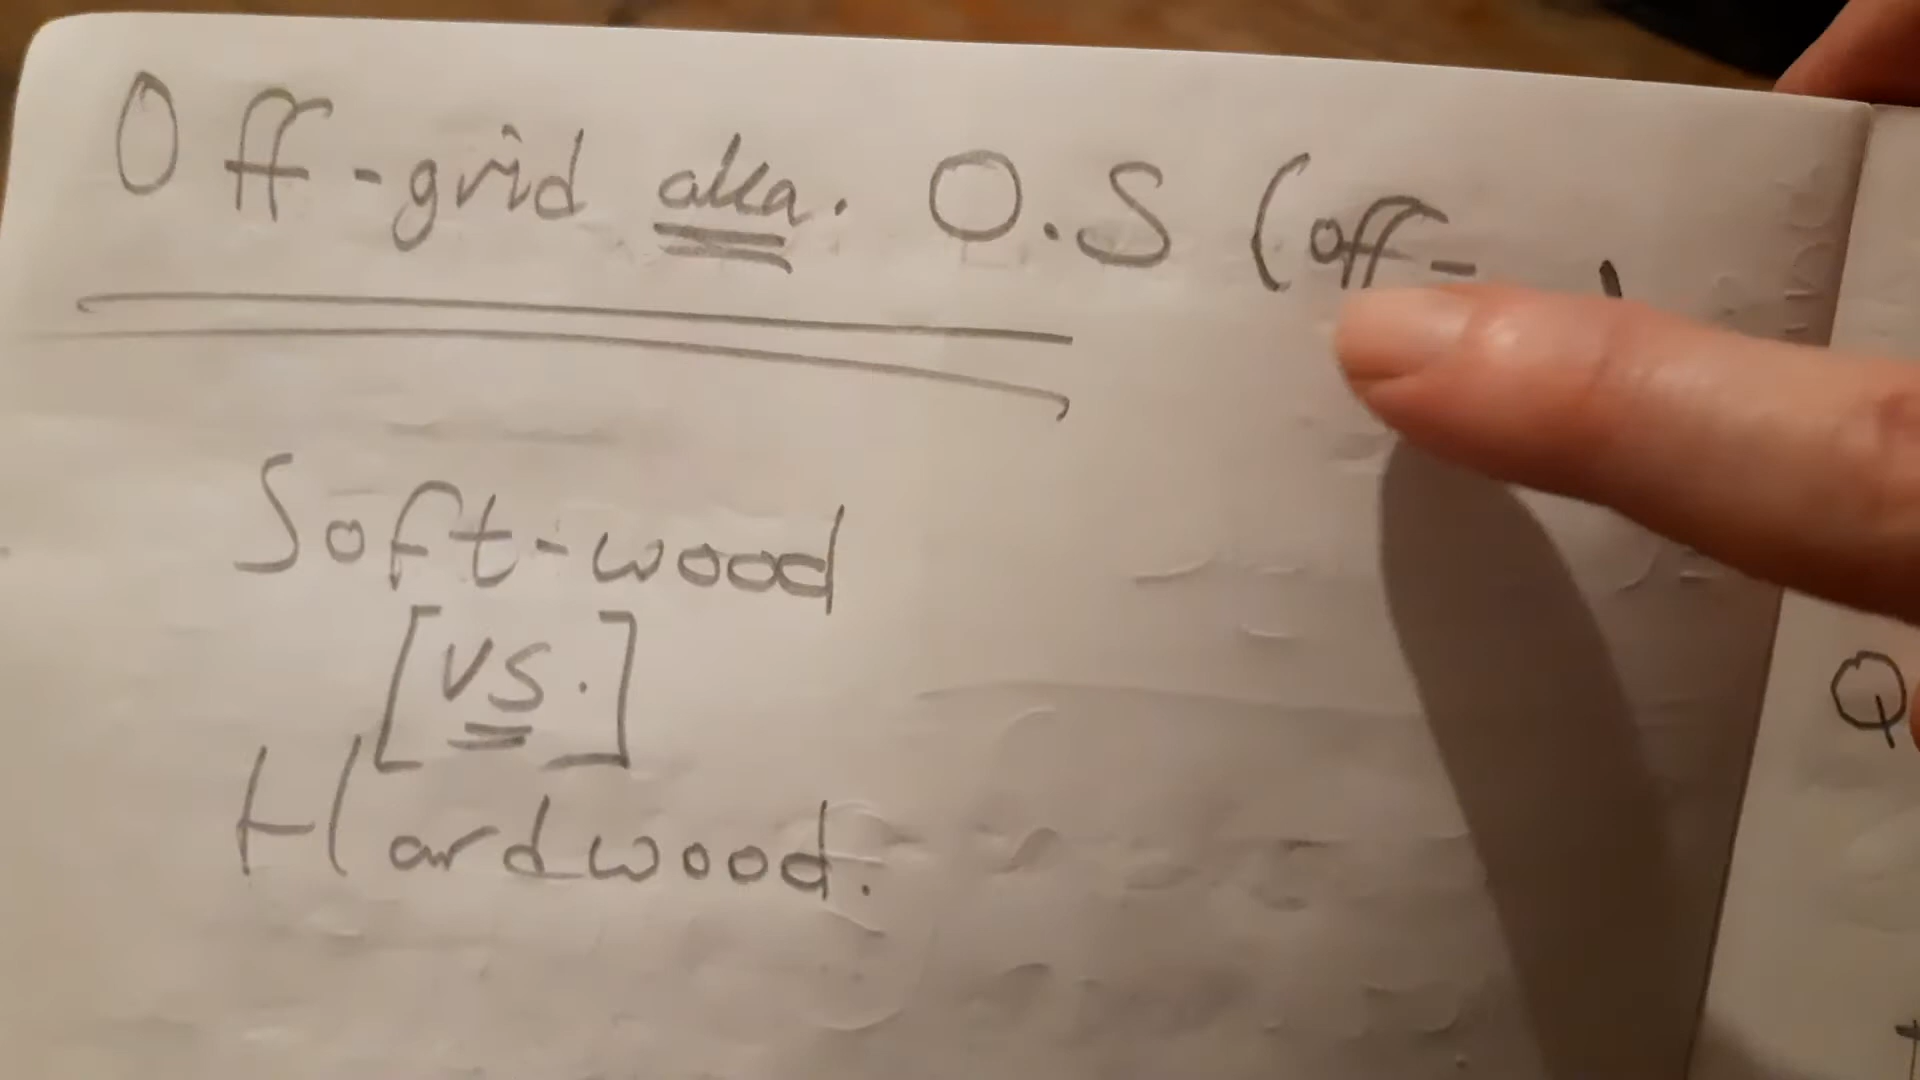 Off-grid aka. O.S (off-
Soft-wood
[vs.]
Hardwood.
Q